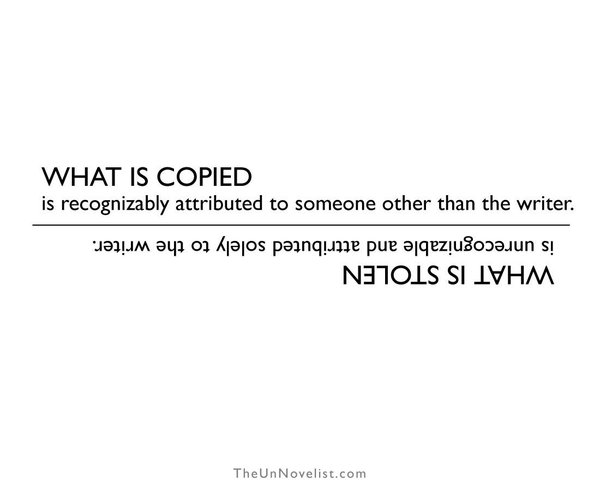 WHAT IS COPIED
is recognizably attributed to someone other than the writer.
WHAT IS STOLEN
is unrecognizable and attributed solely to the writer.
TheUnNovelist.com